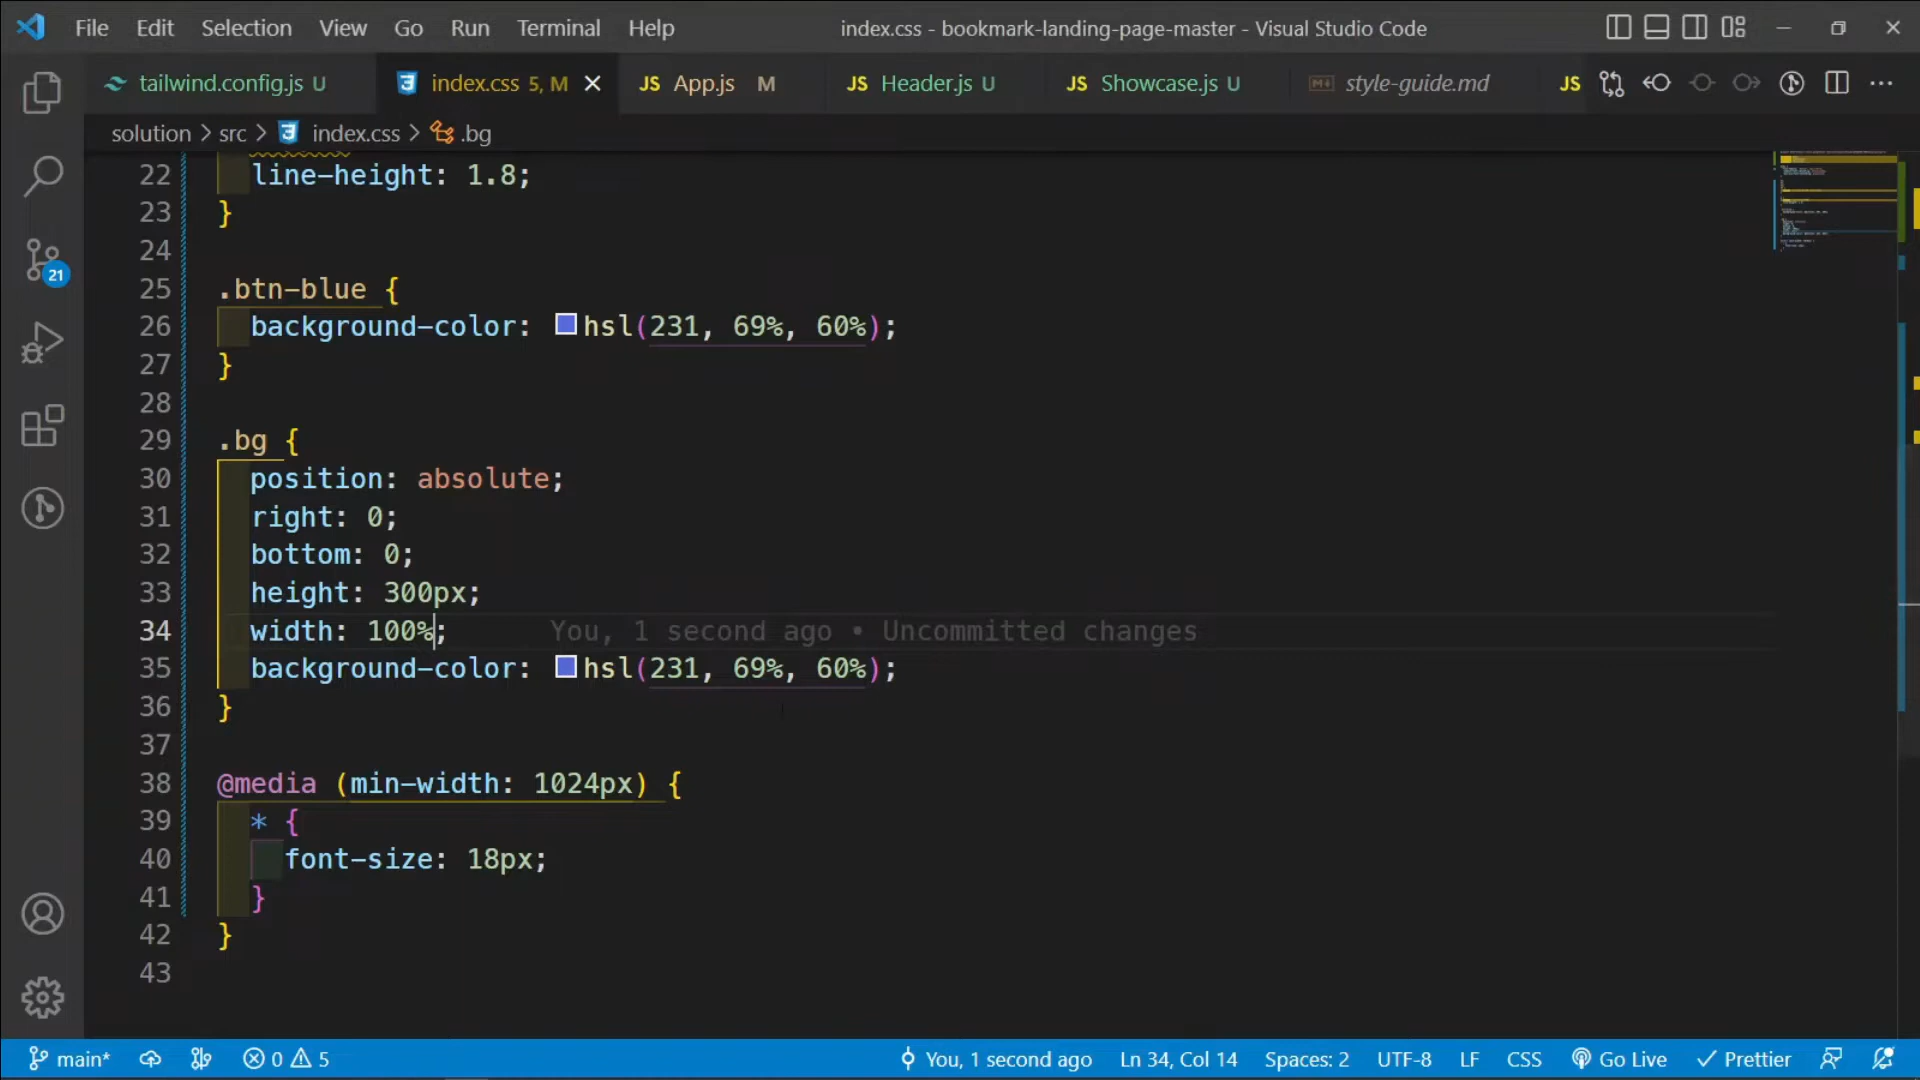 File Edit Selection View Go Run Terminal Help index.css - bookmark-landing-page-master - Visual Studio Code
tailwind.config.js U index.css 5, M JS App.js M JS Header.js U JS Showcase.js U style-guide.md JS
solution > src > index.css > .bg
22 line-height: 1.8;
23 }
24
25 .btn-blue {
26 background-color: hsl(231, 69%, 60%);
27 }
28
29 .bg {
30 position: absolute;
31 right: 0;
32 bottom: 0;
33 height: 300px;
34 width: 100%; You, 1 second ago • Uncommitted changes
35 background-color: hsl(231, 69%, 60%);
36 }
37
38 @media (min-width: 1024px) {
39 * {
40 font-size: 18px;
41 }
42 }
43
21
main* 0 5 You, 1 second ago Ln 34, Col 14 Spaces: 2 UTF-8 LF CSS Go Live Prettier